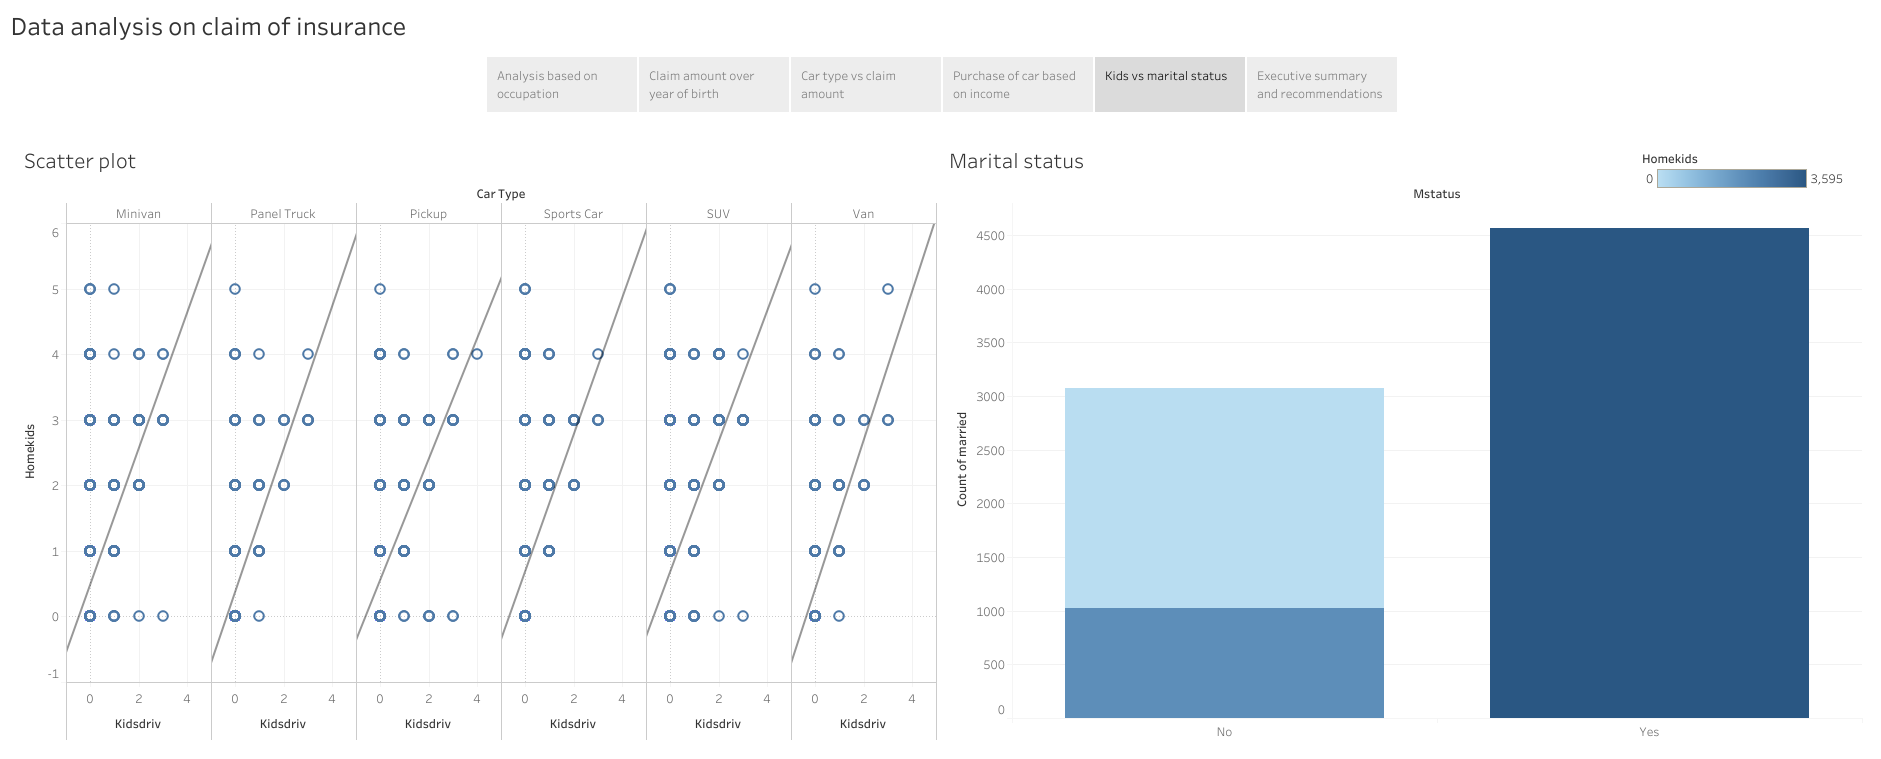 Data analysis on claim of insurance
Analysis based on
occupation
Claim amount over
year of birth
Car type vs claim
amount
Purchase of car based
on income
Kids vs marital status
Executive summary
and recommendations
Scatter plot
Car Type
Minivan
Panel Truck
Pickup
Sports Car
SUV
Van
Homekids
6
5
4
3
2
1
0
-1
0 2 4
0 2 4
0 2 4
0 2 4
0 2 4
0 2 4
Kidsdriv
Kidsdriv
Kidsdriv
Kidsdriv
Kidsdriv
Kidsdriv
Marital status
Homekids
0 3,595
Mstatus
Count of married
4500
4000
3500
3000
2500
2000
1500
1000
500
0
No
Yes